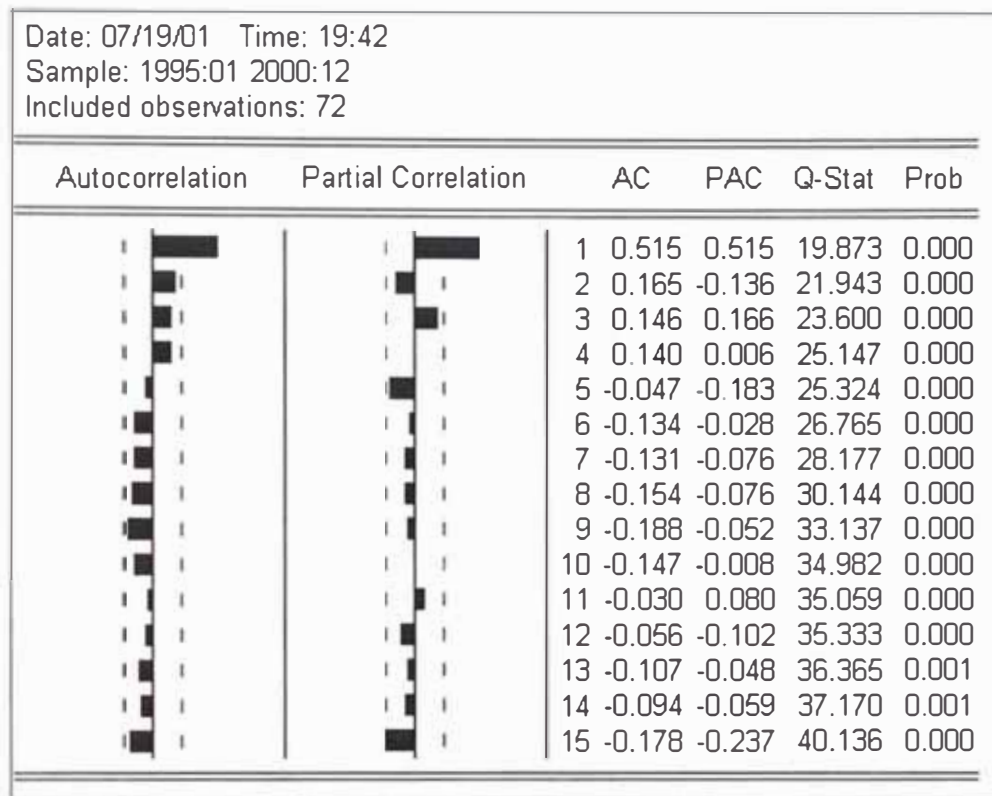 Date: 07/19/01 Time: 19:42
Sample: 1995:01 2000:12
Included observations: 72
Autocorrelation Partial Correlation AC PAC Q-Stat Prob
1 0.515 0.515 19.873 0.000
2 0.165 -0.136 21.943 0.000
3 0.146 0.166 23.600 0.000
4 0.140 0.006 25.147 0.000
5 -0.047 -0.183 25.324 0.000
6 -0.134 -0.028 26.765 0.000
7 -0.131 -0.076 28.177 0.000
8 -0.154 -0.076 30.144 0.000
9 -0.188 -0.052 33.137 0.000
10 -0.147 -0.008 34.982 0.000
11 -0.030 0.080 35.059 0.000
12 -0.056 -0.102 35.333 0.000
13 -0.107 -0.048 36.365 0.001
14 -0.094 -0.059 37.170 0.001
15 -0.178 -0.237 40.136 0.000